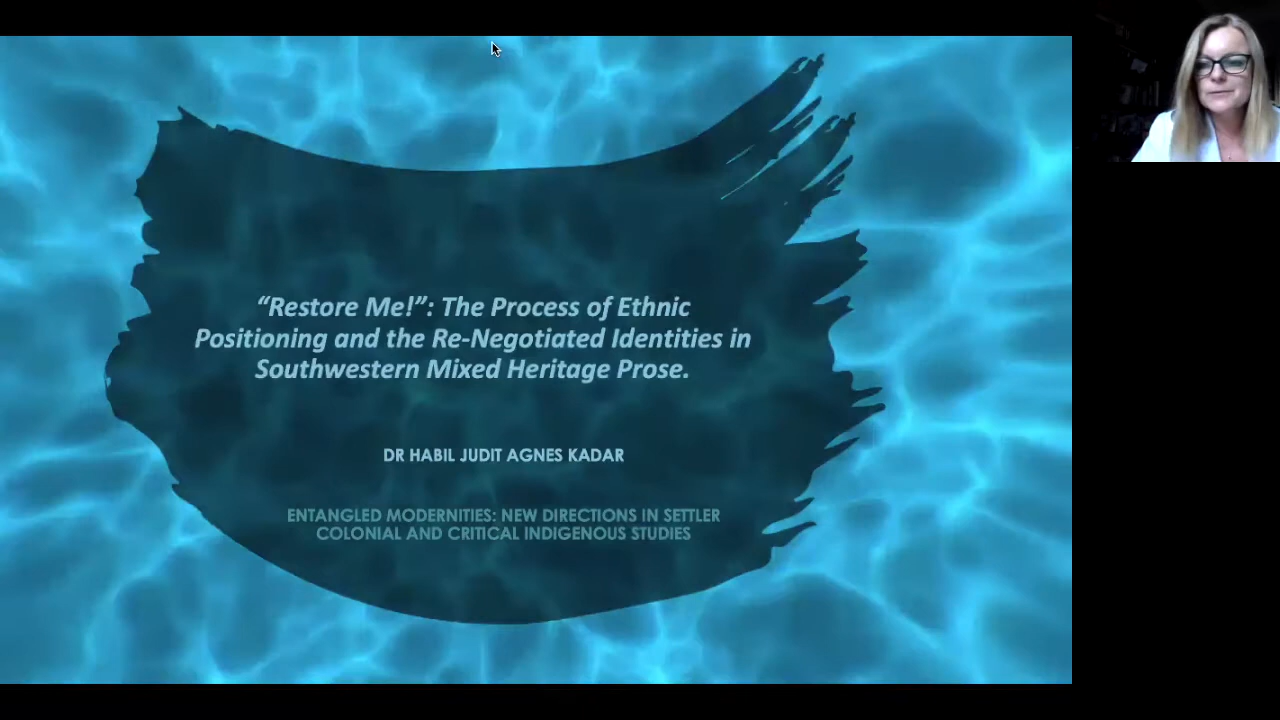 “Restore Me!”: The Process of Ethnic
Positioning and the Re-Negotiated Identities in
Southwestern Mixed Heritage Prose.
DR HABIL JUDIT AGNES KADAR
ENTANGLED MODERNITIES: NEW DIRECTIONS IN SETTLER
COLONIAL AND CRITICAL INDIGENOUS STUDIES